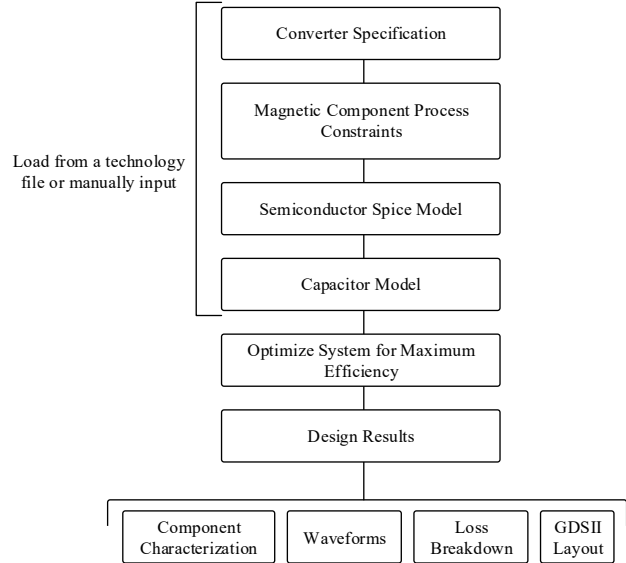 Converter Specification
Magnetic Component Process
Constraints
Load from a technology
file or manually input
Semiconductor Spice Model
Capacitor Model
Optimize System for Maximum
Efficiency
Design Results
Component
Characterization
Waveforms
Loss
Breakdown
GDSII
Layout